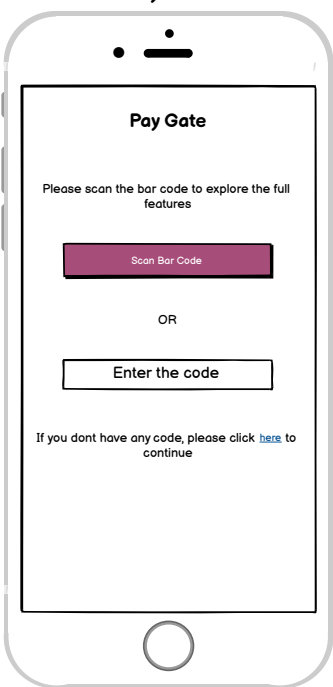 Pay Gate
Please scan the bar code to explore the full
features
Scan Bar Code
OR
Enter the code
If you dont have any code, please click here to
continue